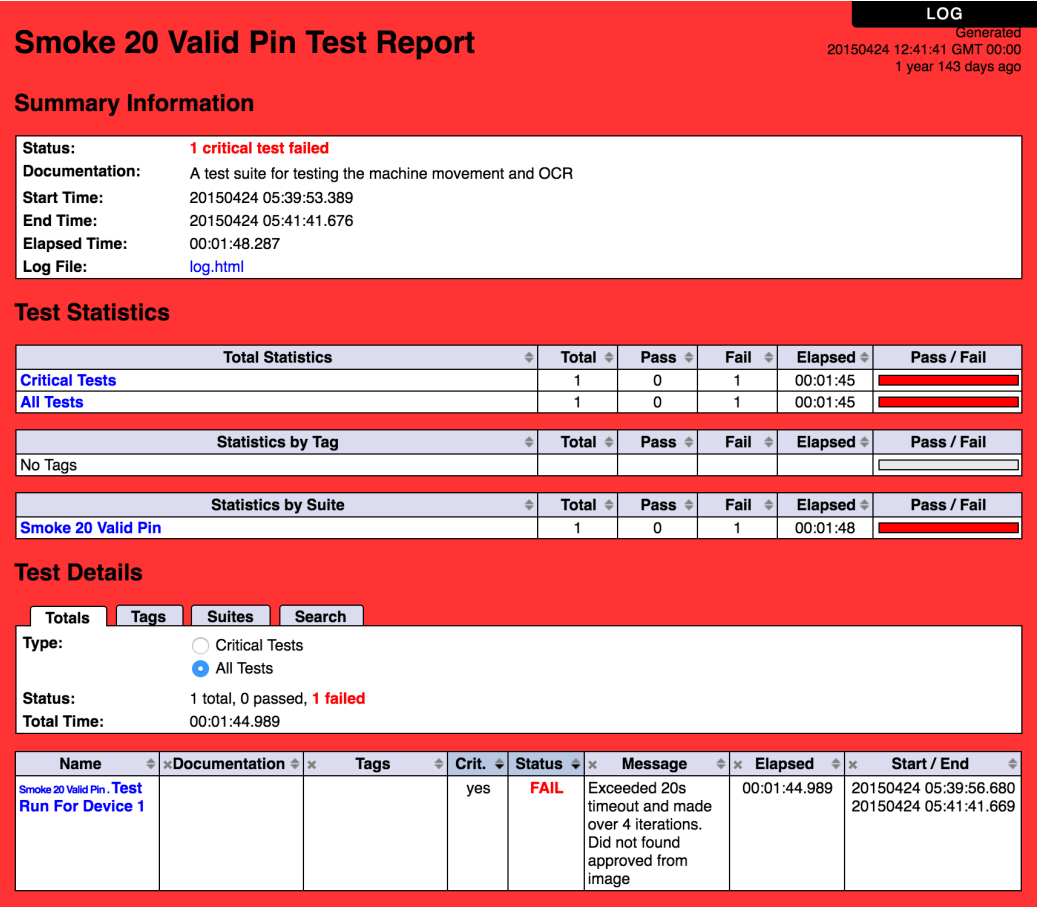 LOG
Smoke 20 Valid Pin Test Report
Generated
20150424 12:41:41 GMT 00:00
1 year 143 days ago
Summary Information
Status: 1 critical test failed
Documentation: A test suite for testing the machine movement and OCR
Start Time: 20150424 05:39:53.389
End Time: 20150424 05:41:41.676
Elapsed Time: 00:01:48.287
Log File: log.html
Test Statistics
Total Statistics Total Pass Fail Elapsed Pass / Fail
Critical Tests 1 0 1 00:01:45
All Tests 1 0 1 00:01:45
Statistics by Tag Total Pass Fail Elapsed Pass / Fail
No Tags
Statistics by Suite Total Pass Fail Elapsed Pass / Fail
Smoke 20 Valid Pin 1 0 1 00:01:48
Test Details
Totals Tags Suites Search
Type: Critical Tests
All Tests
Status: 1 total, 0 passed, 1 failed
Total Time: 00:01:44.989
Name ×Documentation × Tags Crit. Status × Message × Elapsed × Start / End
Smoke 20 Valid Pin . Test yes FAIL Exceeded 20s 00:01:44.989 20150424 05:39:56.680
Run For Device 1 timeout and made 20150424 05:41:41.669
over 4 iterations.
Did not found
approved from
image